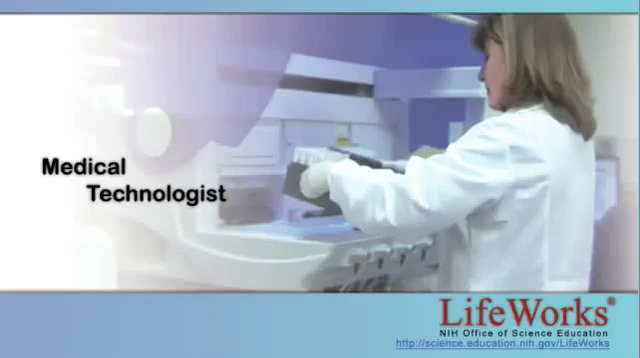 Medical
Technologist
LifeWorks®
NIH Office of Science Education
http://science.education.nih.gov/LifeWorks